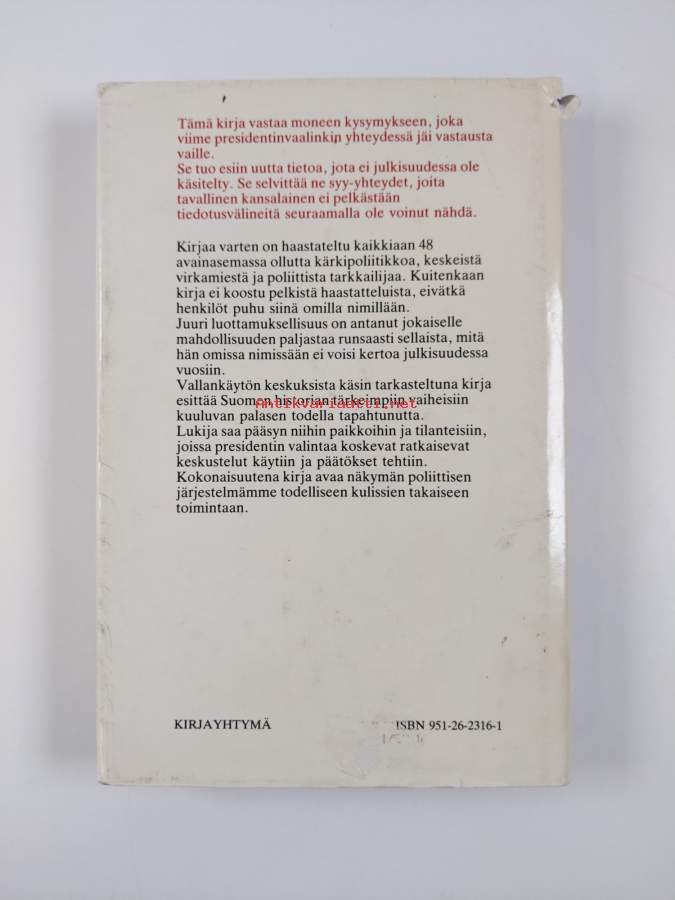 Tämä kirja vastaa moneen kysymykseen, joka
viime presidentinvaalinkin yhteydessä jäi vastausta
vaille.
Se tuo esiin uutta tietoa, jota ei julkisuudessa ole
käsitelty. Se selvittää ne syy-yhteydet, joita
tavallinen kansalainen ei pelkästään
tiedotusvälineitä seuraamalla ole voinut nähdä.
Kirjaa varten on haastateltu kaikkiaan 48
avainasemassa ollutta kärkipoliitikkoa, keskeistä
virkamiestä ja poliittista tarkkailijaa. Kuitenkaan
kirja ei koostu pelkistä haastatteluista, eivätkä
henkilöt puhu siinä omilla nimillään.
Juuri luottamuksellisuus on antanut jokaiselle
mahdollisuuden paljastaa runsaasti sellaista, mitä
hän omissa nimissään ei voisi kertoa julkisuudessa
vuosiin.
Vallankäytön keskuksista käsin tarkasteltuna kirja
esittää Suomen historian tärkeimpiin vaiheisiin
Antikvariaatti.net
kuuluvan palasen todella tapahtunutta.
Lukija saa pääsyn niihin paikkoihin ja tilanteisiin,
joissa presidentin valintaa koskevat ratkaisevat
keskustelut käytiin ja päätökset tehtiin.
Kokonaisuutena kirja avaa näkymän poliittisen
järjestelmämme todelliseen kulissien takaiseen
toimintaan.
KIRJAYHTYMÄ
ISBN 951-26-2316-1